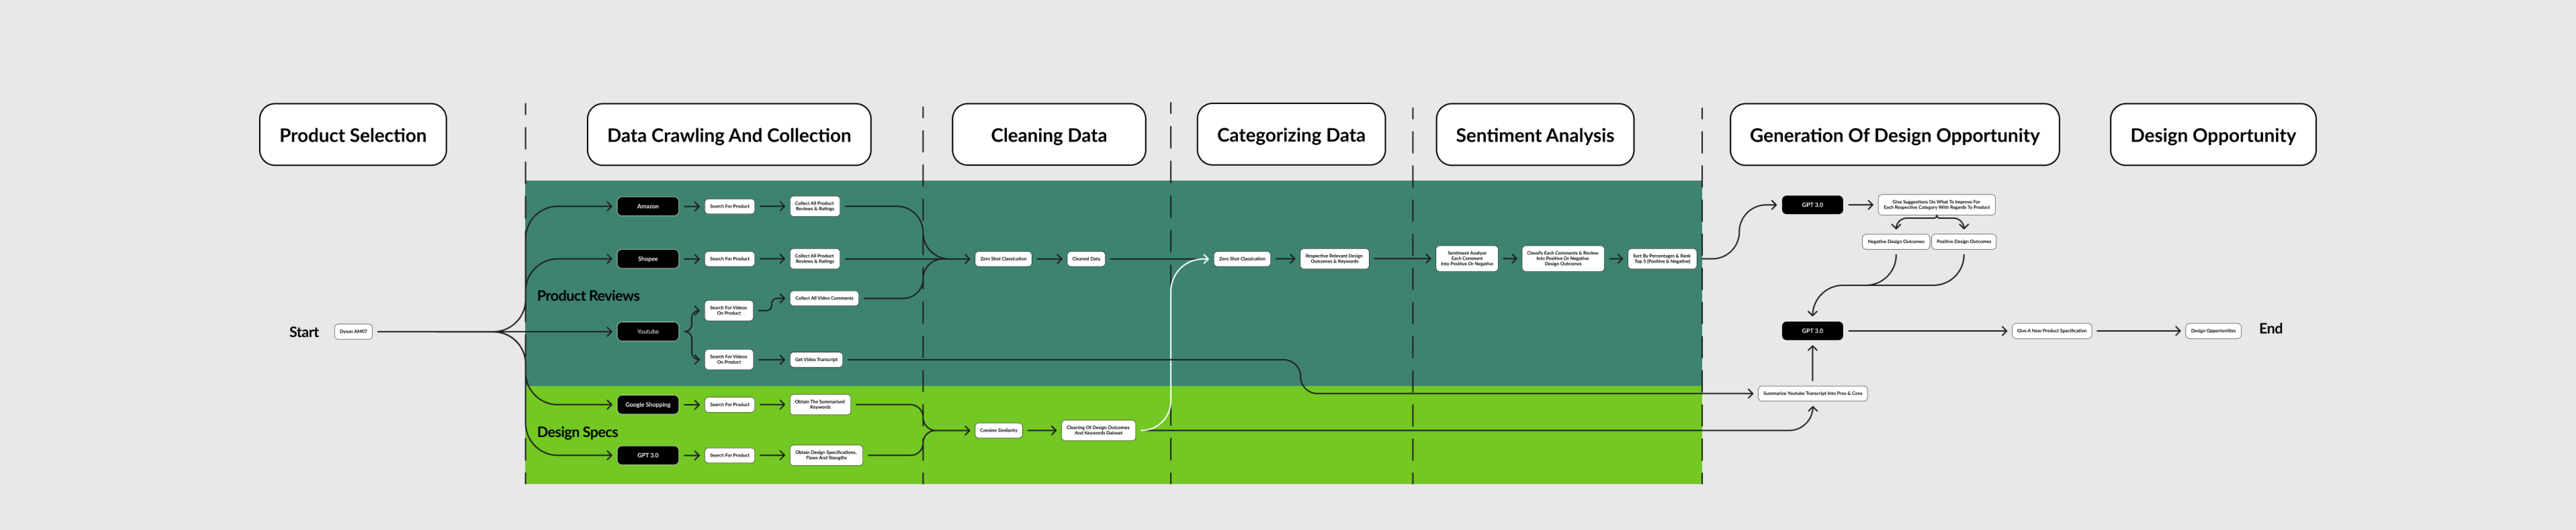 Product Selection
Data Crawling And Collection
Cleaning Data
Categorizing Data
Sentiment Analysis
Generation Of Design Opportunity
Design Opportunity
Start
Dyson AM07
Product Reviews
Amazon
Search For Product
Collect All Product
Reviews & Ratings
Shopee
Search For Product
Collect All Product
Reviews & Ratings
Youtube
Search For Videos
On Product
Collect All Video Comments
Search For Videos
On Product
Get Video Transcript
Design Specs
Google Shopping
Search For Product
Obtain The Summarised
Keywords
GPT 3.0
Search For Product
Obtain Design Specifications,
Flaws And Stengths
Zero Shot Classication
Cleaned Data
Consine Similarity
Cleaning Of Design Outcomes
And Keywords Dataset
Zero Shot Classication
Respective Relevant Design
Outcomes & Keywords
Sentiment Analyse
Each Comment
Into Positive Or Negative
Classify Each Comments & Review
Into Positive Or Negative
Design Outcomes
Sort By Percentages & Rank
Top 5 (Positive & Negative)
GPT 3.0
Give Suggestions On What To Improve For
Each Respective Category With Regards To Product
Negative Design Outcomes
Positive Design Outcomes
GPT 3.0
Summarize Youtube Transcript Into Pros & Cons
Give A New Product Specification
Design Opportunities
End